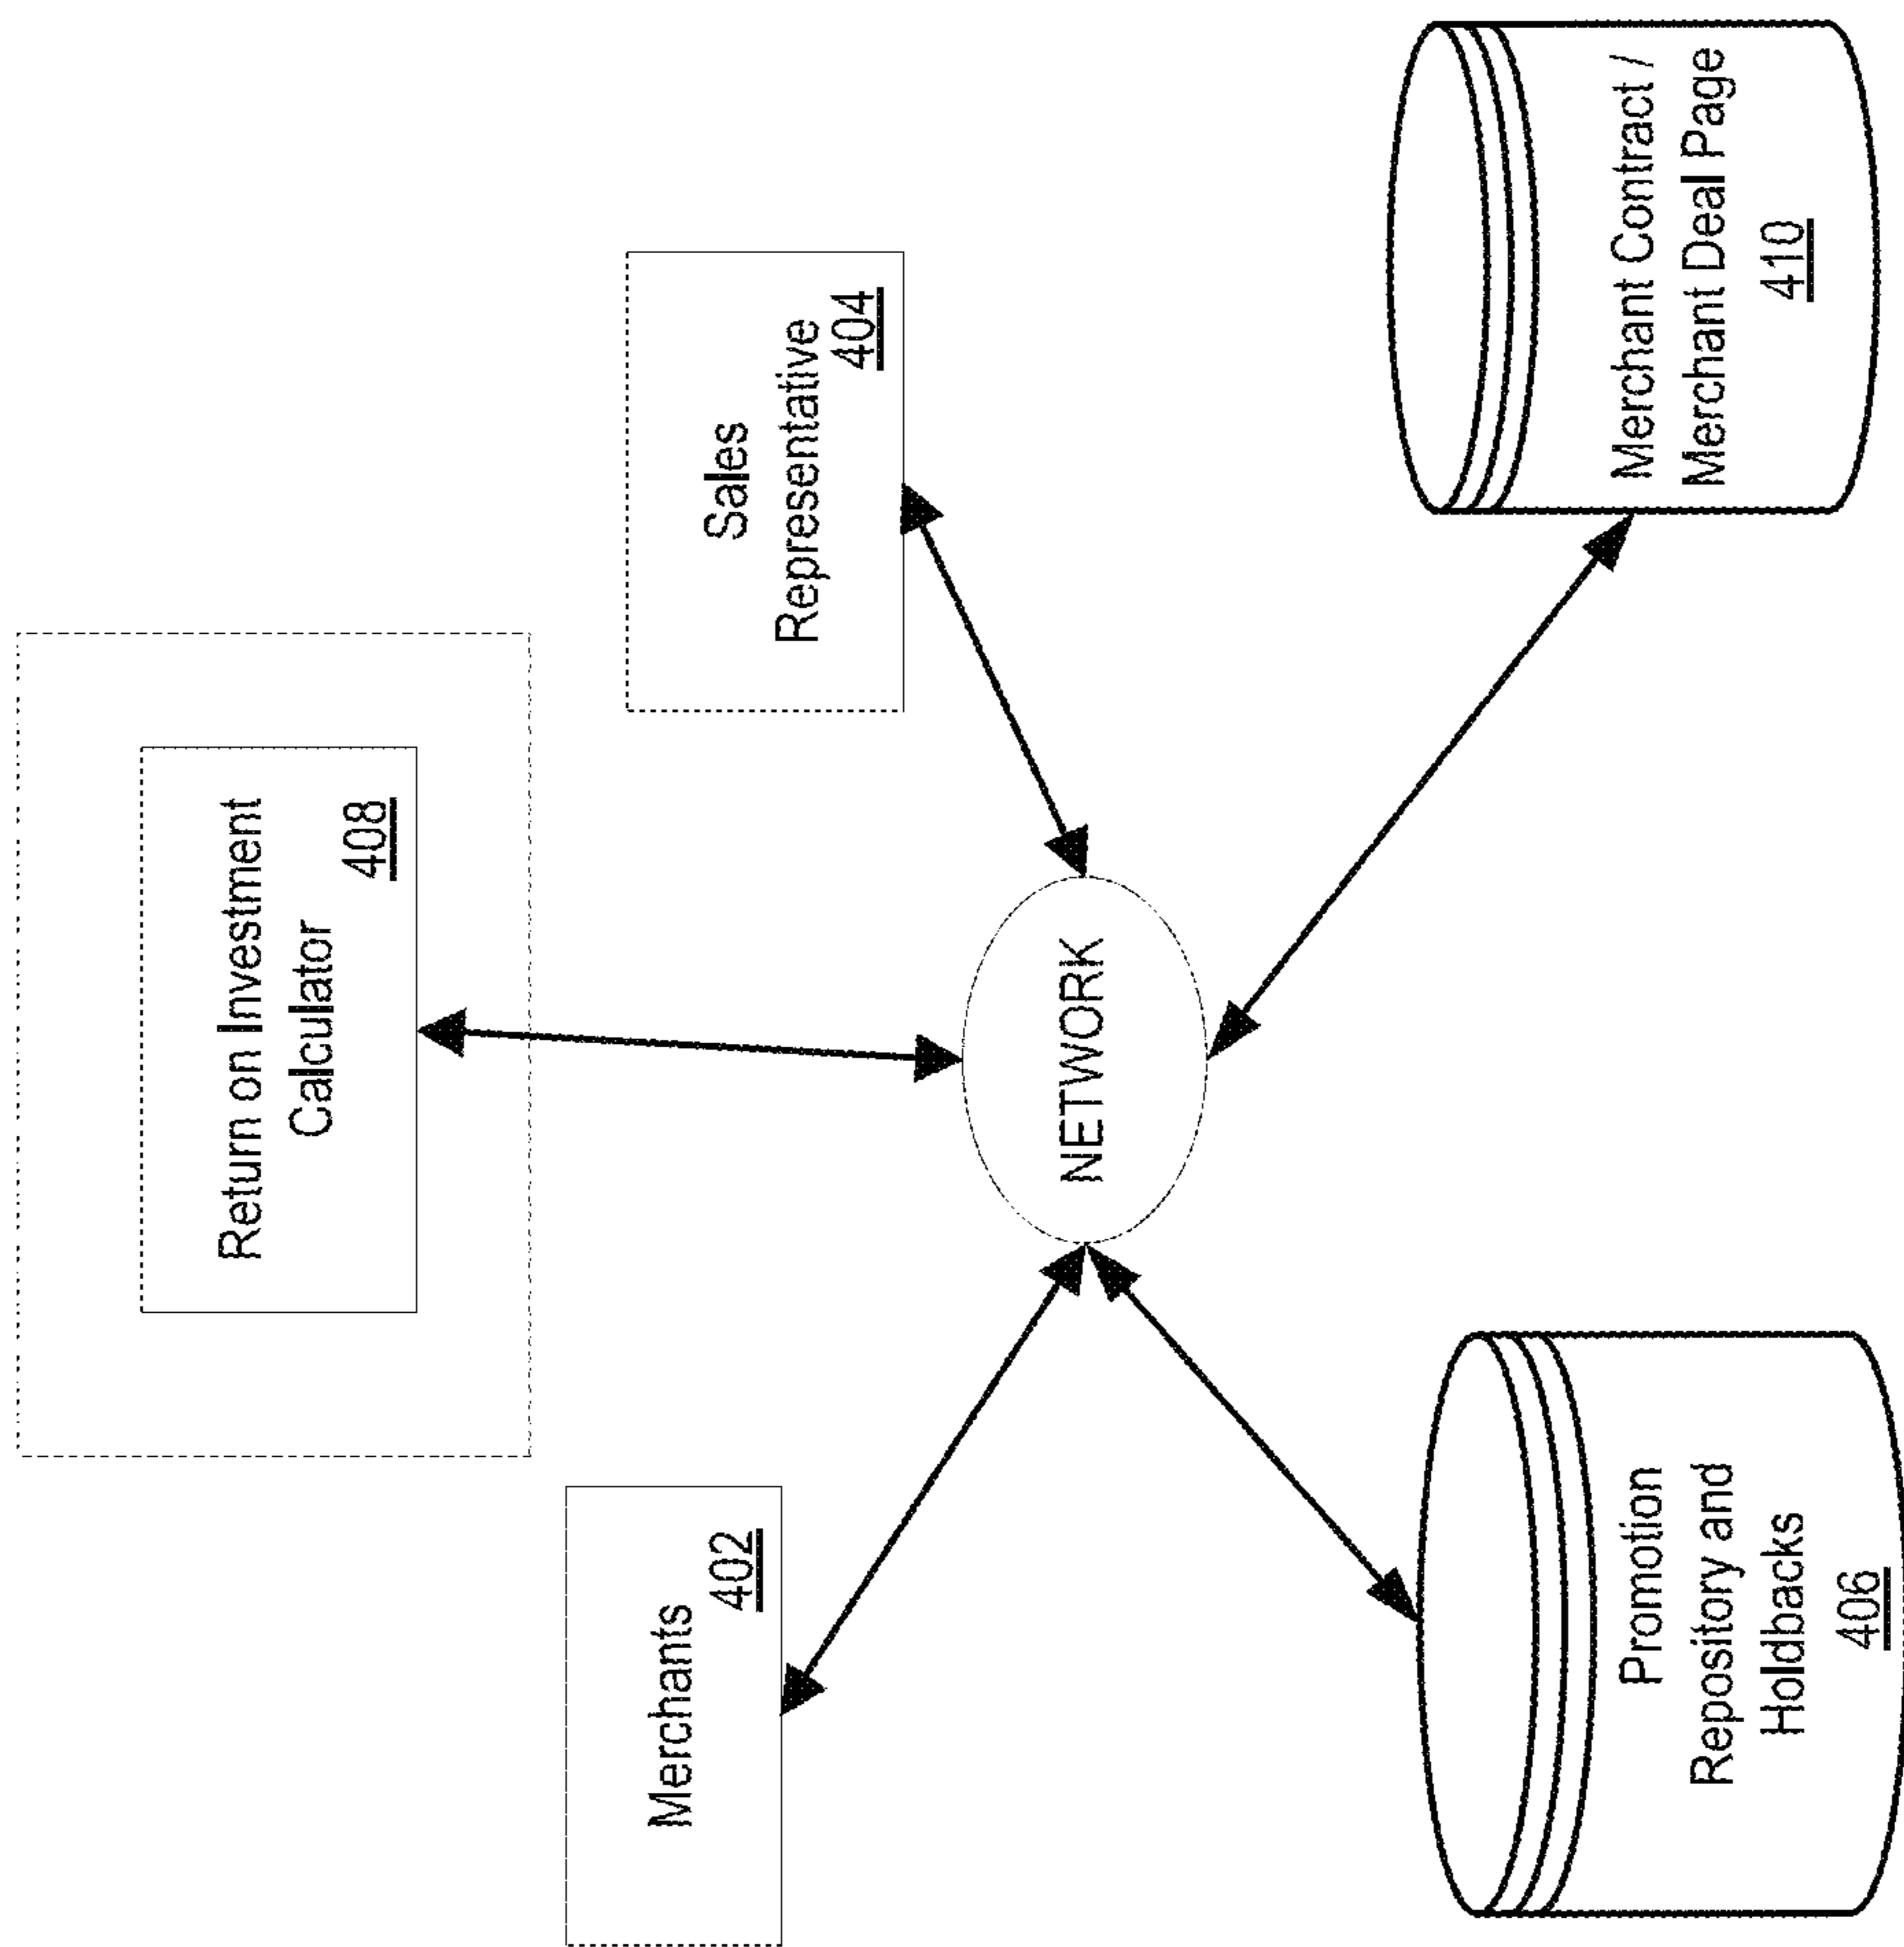 Return on Investment
Calculator
408
Merchants
402
Sales
Representative
404
NETWORK
Promotion
Repository and
Holdbacks
406
Merchant Contract /
Merchant Deal Page
410